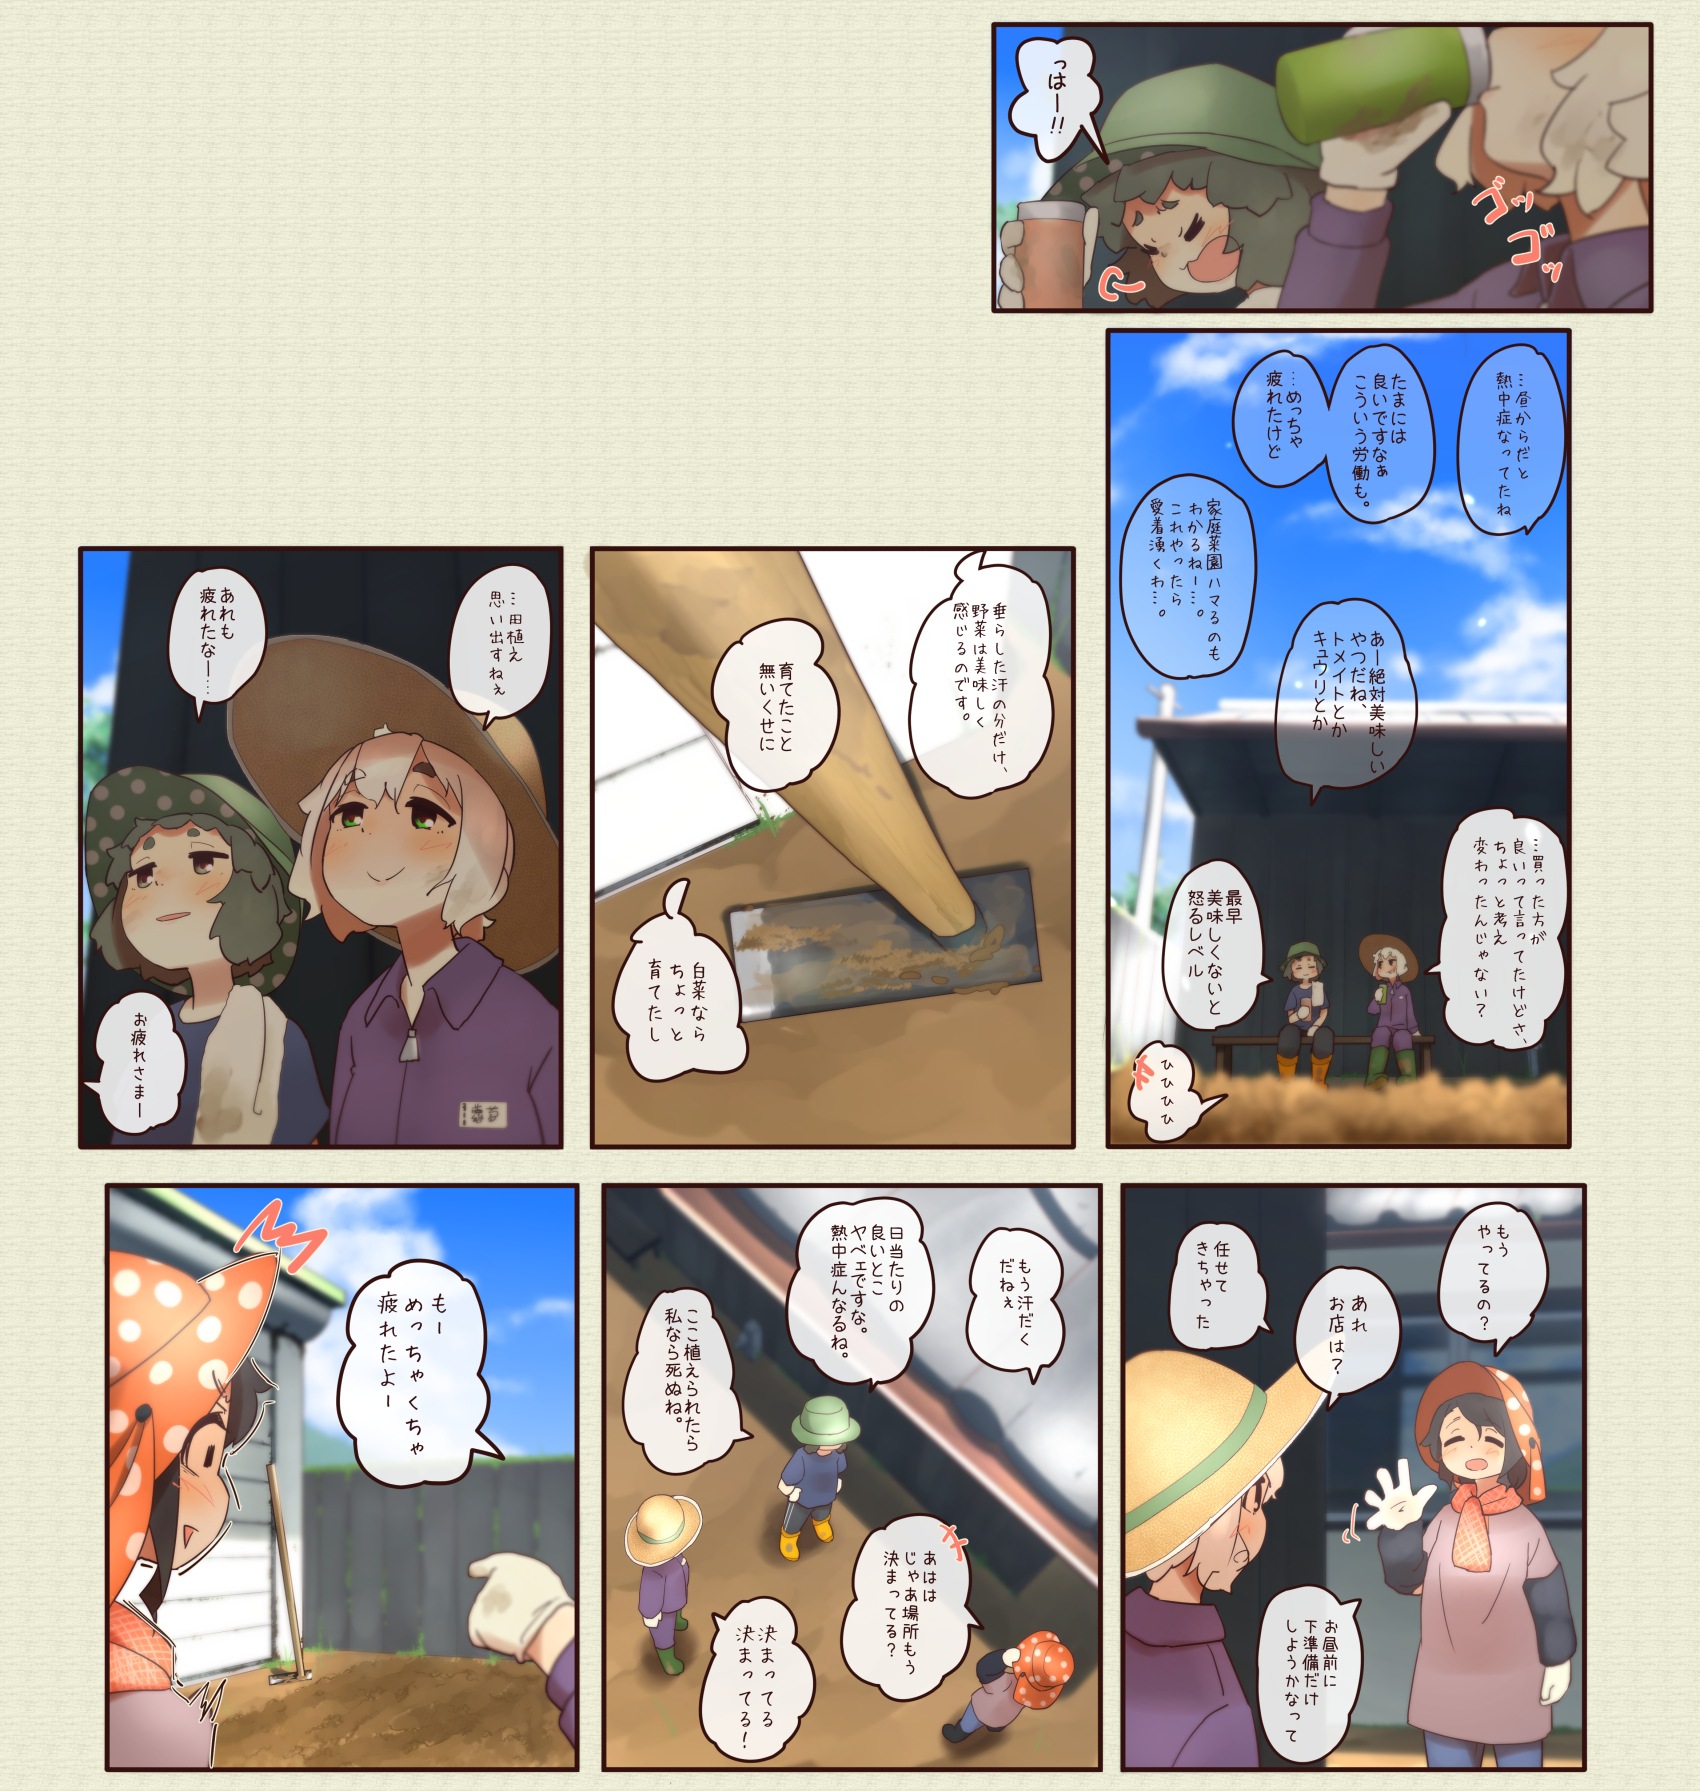 っはー!!
ゴッ
ゴッ
…昼からだと
熱中症なってたね
たまには
良いですなぁ
こういう労働も。
…めっちゃ
疲れたけど
家庭菜園ハマるのも
わかるねー…。
これやったら
愛着湧くわ…。
あー絶対美味しい
やつだね、
トメイトとか
キュウリとか
…買った方が
良いって言ってたけどさ、
ちょっと考え
変わったんじゃない?
最早
美味しくないと
怒るレベル
ひひひひ
垂らした汗の分だけ、
野菜は美味しく
感じるのです。
育てたこと
無いくせに
白菜なら
ちょっと
育てたし
…田植え
思い出すねぇ
あれも
疲れたなー…
お疲れさまー
もう
やってるの?
あれ
お店は?
任せて
きちゃった
お昼前に
下準備だけ
しようかなって
もう汗だく
だねぇ
日当たりの
良いとこ
ヤベェですな。
熱中症んなるね。
ここ植えられたら
私なら死ぬね。
あはは
じゃあ場所もう
決まってる?
決まってる
決まってる!
もー
めっちゃくちゃ
疲れたよー